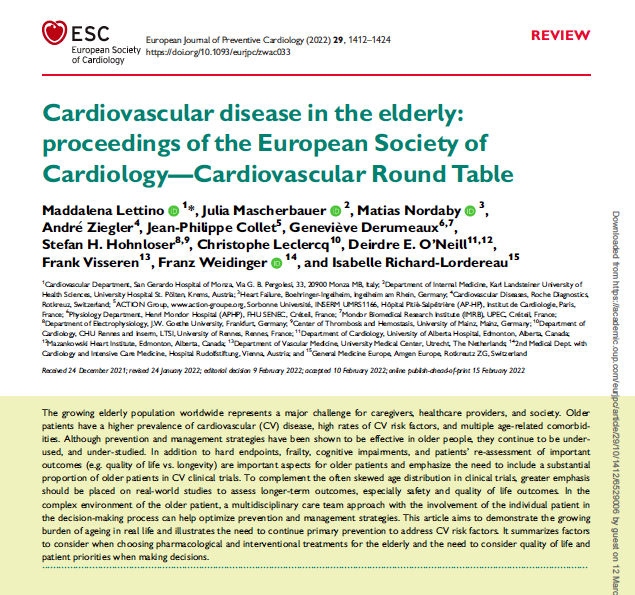 ESC
European Society
of Cardiology
European Journal of Preventive Cardiology (2022) 29, 1412–1424
https://doi.org/10.1093/eurjpc/zwac033
REVIEW
Cardiovascular disease in the elderly:
proceedings of the European Society of
Cardiology—Cardiovascular Round Table
Maddalena Lettino iD 1*, Julia Mascherbauer iD 2, Matias Nordaby iD 3,
André Ziegler4, Jean-Philippe Collet5, Geneviève Derumeaux6,7,
Stefan H. Hohnloser8,9, Christophe Leclercq10, Deirdre E. O'Neill11,12,
Frank Visseren13, Franz Weidinger iD 14, and Isabelle Richard-Lordereau15
1Cardiovascular Department, San Gerardo Hospital of Monza, Via G. B. Pergolesi, 33, 20900 Monza MB, Italy; 2Department of Internal Medicine, Karl Landsteiner University of
Health Sciences, University Hospital St. Pölten, Krems, Austria; 3Heart Failure, Boehringer-Ingelheim, Ingelheim am Rhein, Germany; 4Cardiovascular Diseases, Roche Diagnostics,
Rotkreuz, Switzerland; 5ACTION Group, www.action-groupe.org, Sorbonne Université, INSERM UMRS1166, Hôpital Pitié-Salpêtrière (AP-HP), Institut de Cardiologie, Paris,
France; 6Physiology Department, Henri Mondor Hospital (APHP), FHU SENEC, Créteil, France; 7Mondor Biomedical Research Institute (IMRB), UPEC, Créteil, France;
8Department of Electrophysiology, J.W. Goethe University, Frankfurt, Germany; 9Center of Thrombosis and Hemostasis, University of Mainz, Mainz, Germany; 10Department of
Cardiology, CHU Rennes and Inserm, LTSI, University of Rennes, Rennes, France; 11Department of Cardiology, University of Alberta Hospital, Edmonton, Alberta, Canada;
12Mazankowski Heart Institute, Edmonton, Alberta, Canada; 13Department of Vascular Medicine, University Medical Center, Utrecht, The Netherlands; 142nd Medical Dept. with
Cardiology and Intensive Care Medicine, Hospital Rudolfstiftung, Vienna, Austria; and 15General Medicine Europe, Amgen Europe, Rotkreuz ZG, Switzerland
Received 24 December 2021; revised 24 January 2022; editorial decision 9 February 2022; accepted 10 February 2022; online publish-ahead-of-print 15 February 2022
The growing elderly population worldwide represents a major challenge for caregivers, healthcare providers, and society. Older
patients have a higher prevalence of cardiovascular (CV) disease, high rates of CV risk factors, and multiple age-related comorbid-
ities. Although prevention and management strategies have been shown to be effective in older people, they continue to be under-
used, and under-studied. In addition to hard endpoints, frailty, cognitive impairments, and patients' re-assessment of important
outcomes (e.g. quality of life vs. longevity) are important aspects for older patients and emphasize the need to include a substantial
proportion of older patients in CV clinical trials. To complement the often skewed age distribution in clinical trials, greater emphasis
should be placed on real-world studies to assess longer-term outcomes, especially safety and quality of life outcomes. In the
complex environment of the older patient, a multidisciplinary care team approach with the involvement of the individual patient
in the decision-making process can help optimize prevention and management strategies. This article aims to demonstrate the growing
burden of ageing in real life and illustrates the need to continue primary prevention to address CV risk factors. It summarizes factors
to consider when choosing pharmacological and interventional treatments for the elderly and the need to consider quality of life and
patient priorities when making decisions.
Downloaded from https://academic.oup.com/eurjpc/article/29/10/1412/6529006 by guest on 12 Marc